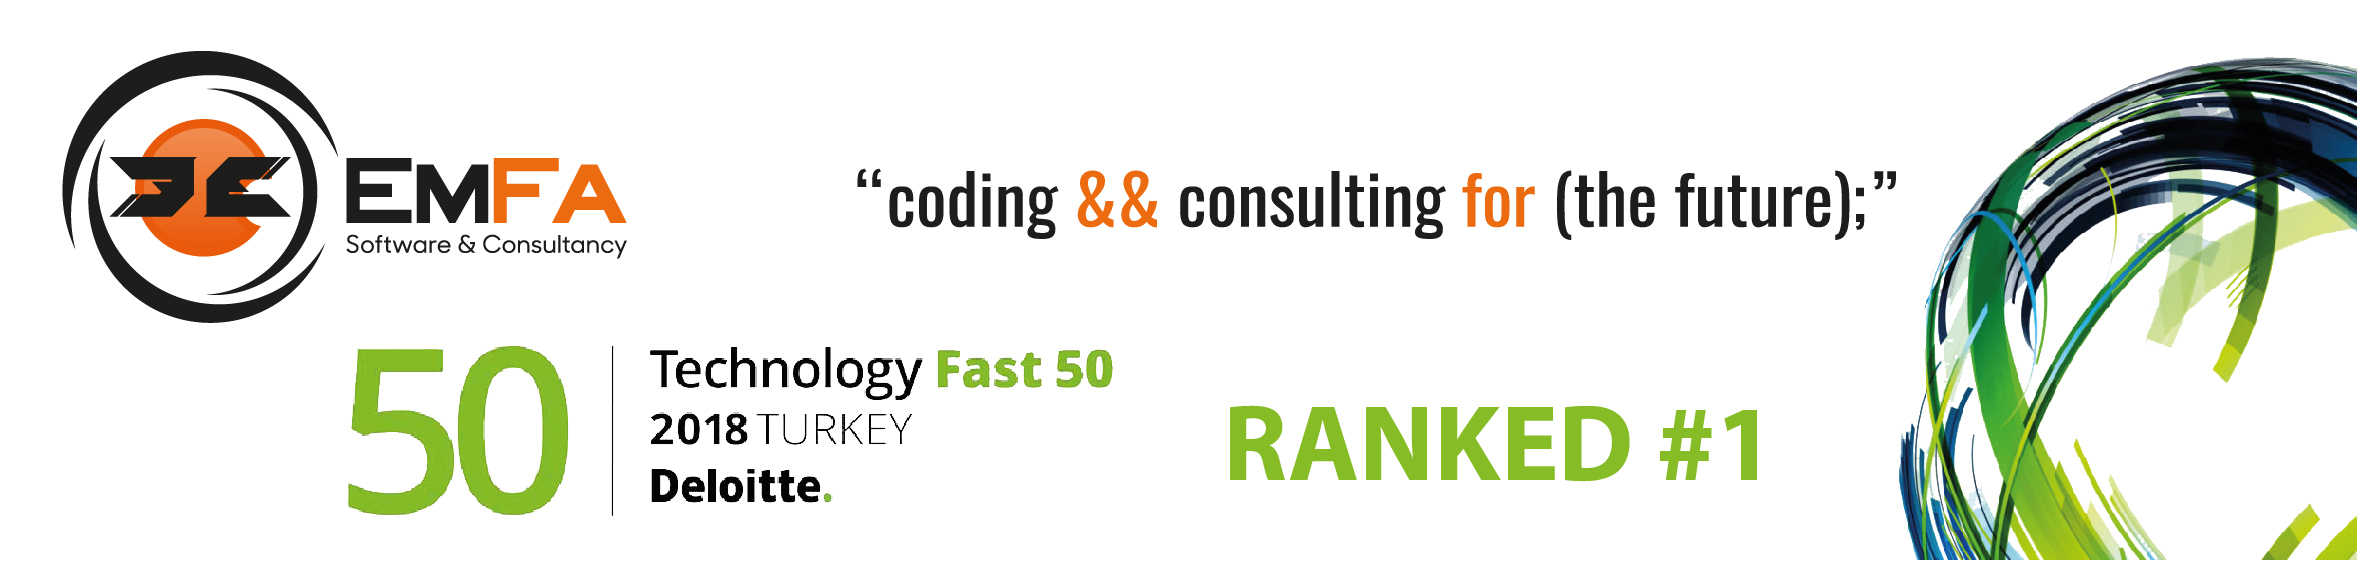 EMFA
Software & Consultancy
“coding && consulting for (the future);”
50
Technology Fast 50
2018 TURKEY
Deloitte.
RANKED #1